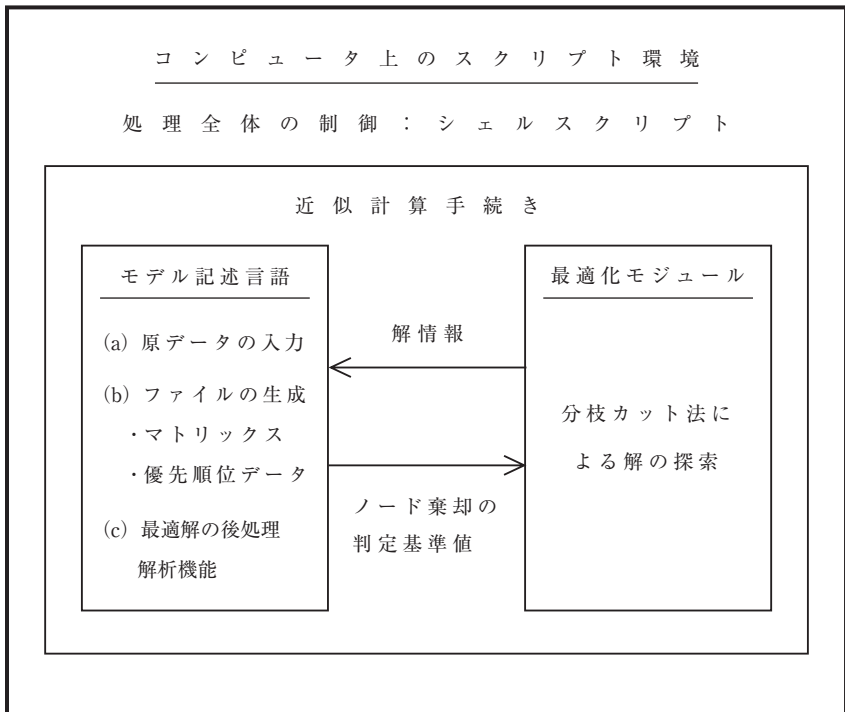 コンピュータ上のスクリプト環境
処理全体の制御：シェルスクリプト
近似計算手続き
モデル記述言語
(a) 原データの入力
(b) ファイルの生成
・マトリックス
・優先順位データ
(c) 最適解の後処理
解析機能
解情報
ノード棄却の
判定基準値
最適化モジュール
分枝カット法に
よる解の探索